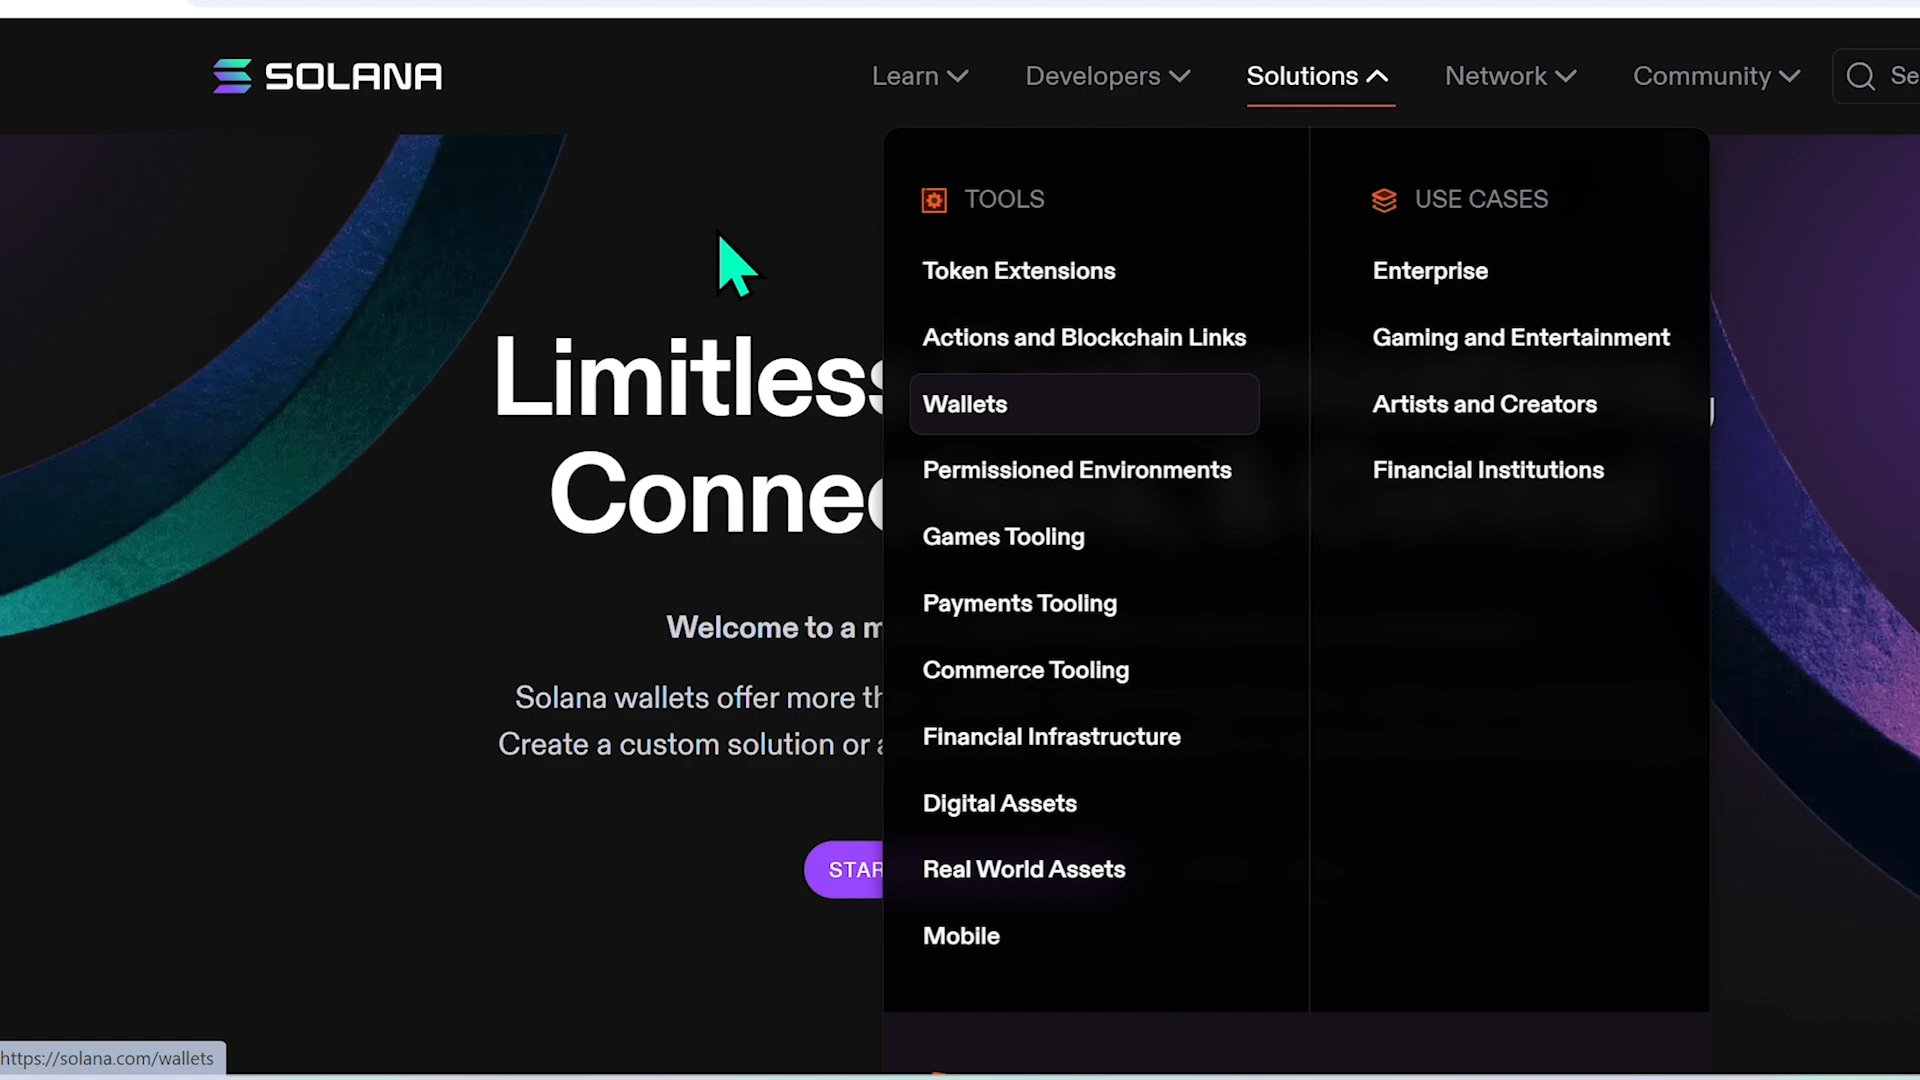 SOLANA
Learn
Developers
Solutions
Network
Community
Se
TOOLS
Token Extensions
Actions and Blockchain Links
Wallets
Permissioned Environments
Games Tooling
Payments Tooling
Commerce Tooling
Financial Infrastructure
Digital Assets
Real World Assets
Mobile
USE CASES
Enterprise
Gaming and Entertainment
Artists and Creators
Financial Institutions
Limitless
Connec
Welcome to a m
Solana wallets offer more th
Create a custom solution or a
STAR
https://solana.com/wallets